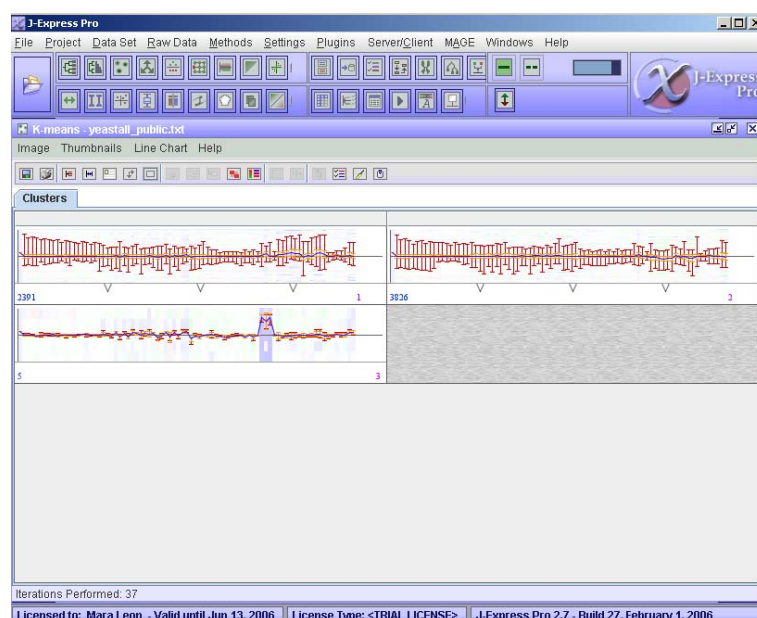 J-Express Pro
File Project Data Set Raw Data Methods Settings Plugins Server/Client MAGE Windows Help
J-Express
Pro
K-means - yeastall_public.txt
Image Thumbnails Line Chart Help
Clusters
2391 1 3826 2
5 3
Iterations Performed: 37
Licensed to: Mara Leon - Valid until Jun 13, 2006 License Type: <TRIAL LICENSE> J-Express Pro 2.7 - Build 27, February 1, 2006